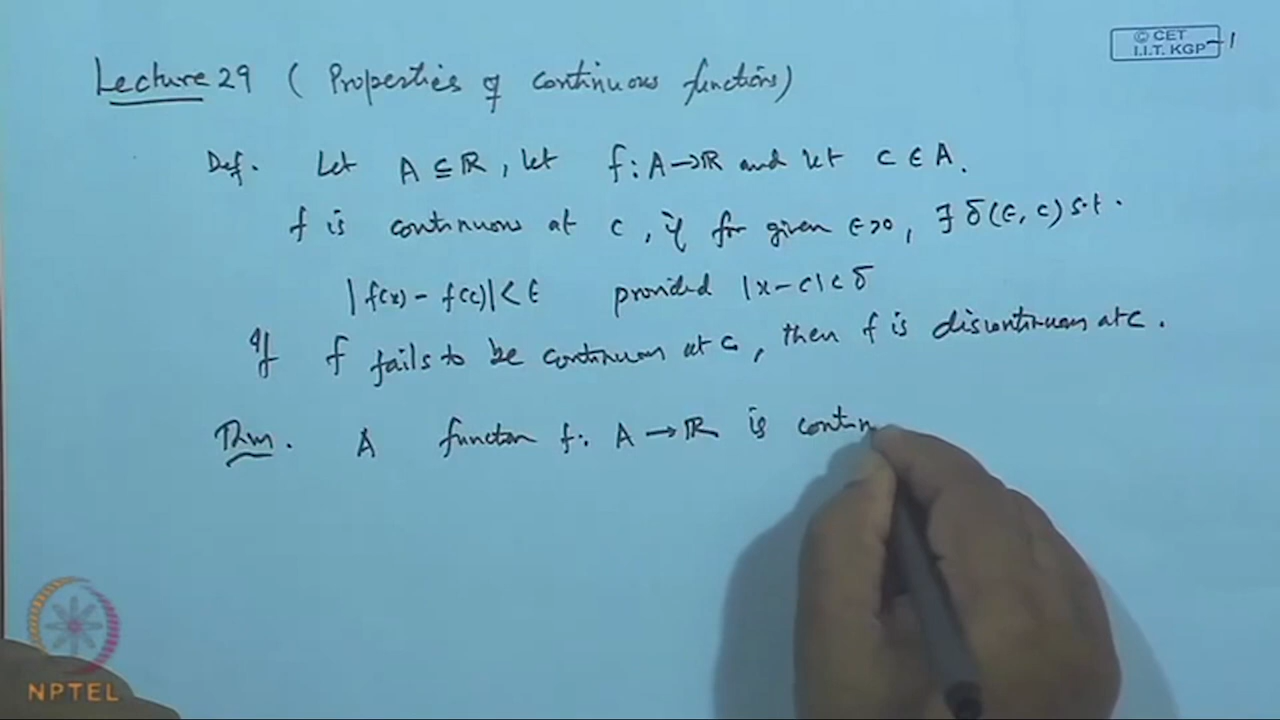 © CET
I.I.T. KGP -1
Lecture 29 ( Properties of continuous functions)
Def. Let A ⊆ ℝ, let f: A→ℝ and let c ∈ A.
f is continuous at c, if for given ε>0, ∃ δ(ε, c) s.t.
|f(x) - f(c)| < ε provided |x-c| < δ
If f fails to be continuous at c, then f is discontinuous at c.
Thm. A function f: A→ℝ is contin
NPTEL